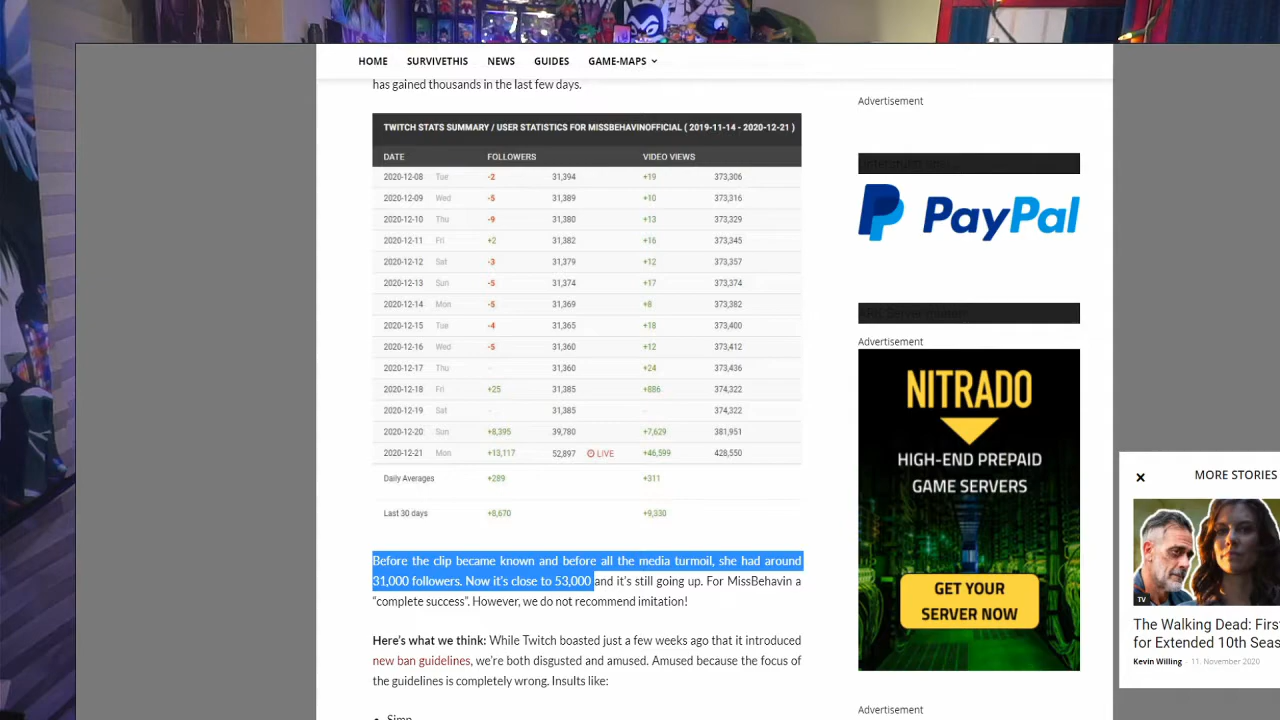 HOME SURVIVETHIS NEWS GUIDES GAME-MAPS
has gained thousands in the last few days.
TWITCH STATS SUMMARY / USER STATISTICS FOR MISSBEHAVINOFFICIAL ( 2019-11-14 - 2020-12-21 )
DATE FOLLOWERS VIDEO VIEWS
2020-12-08 Tue -2 31,394 +19 373,306
2020-12-09 Wed -5 31,389 +10 373,316
2020-12-10 Thu -9 31,380 +13 373,329
2020-12-11 Fri +2 31,382 +16 373,345
2020-12-12 Sat -3 31,379 +12 373,357
2020-12-13 Sun -5 31,374 +17 373,374
2020-12-14 Mon -5 31,369 +8 373,382
2020-12-15 Tue -4 31,365 +18 373,400
2020-12-16 Wed -5 31,360 +12 373,412
2020-12-17 Thu - 31,360 +24 373,436
2020-12-18 Fri +25 31,385 +886 374,322
2020-12-19 Sat - 31,385 - 374,322
2020-12-20 Sun +8,395 39,780 +7,629 381,951
2020-12-21 Mon +13,117 52,897 LIVE +46,599 428,550
Daily Averages +289 +311
Last 30 days +8,670 +9,330
Before the clip became known and before all the media turmoil, she had around
31,000 followers. Now it's close to 53,000 and it's still going up. For MissBehavin a
“complete success”. However, we do not recommend imitation!
Here's what we think: While Twitch boasted just a few weeks ago that it introduced
new ban guidelines, we're both disgusted and amused. Amused because the focus of
the guidelines is completely wrong. Insults like:
Simp
Advertisement
PayPal
Advertisement
NITRADO
HIGH-END PREPAID
GAME SERVERS
GET YOUR
SERVER NOW
Advertisement
MORE STORIES
TV
The Walking Dead: Firs
for Extended 10th Seas
Kevin Willing - 11. November 2020